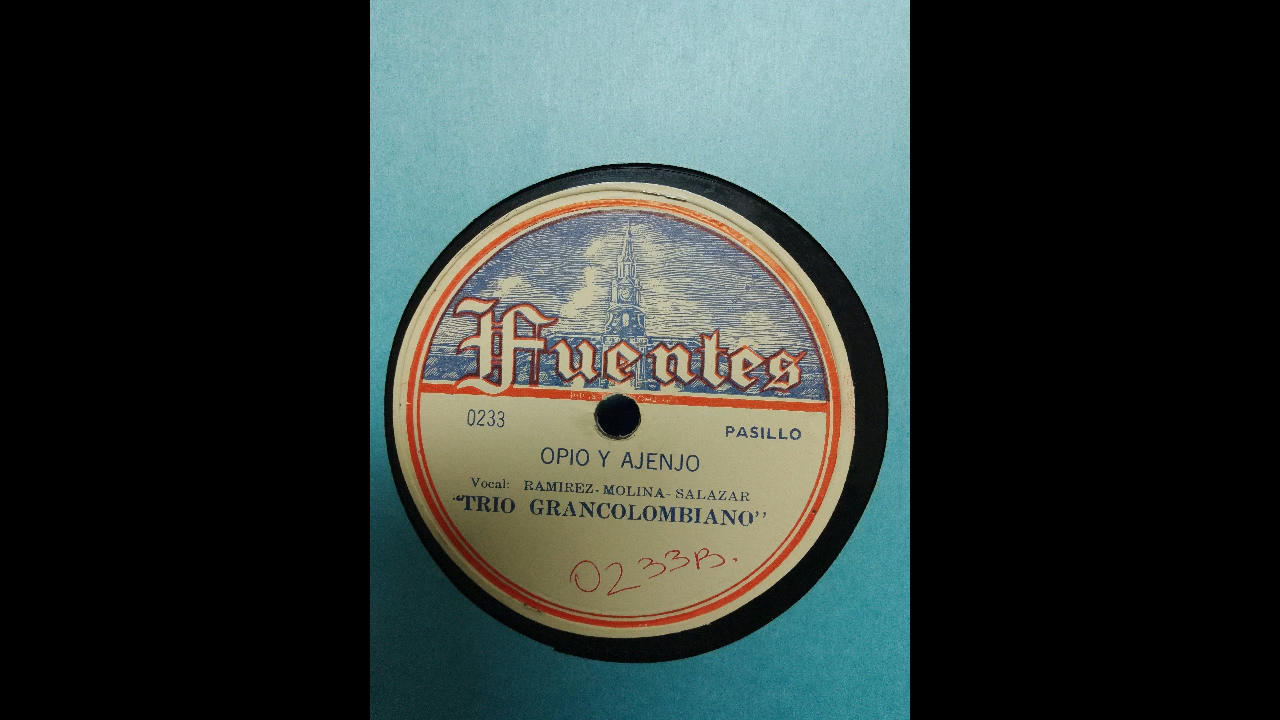 Fuentes
0233
PASILLO
OPIO Y AJENJO
Vocal: RAMIREZ-MOLINA-SALAZAR
"TRIO GRANCOLOMBIANO"
0233B.